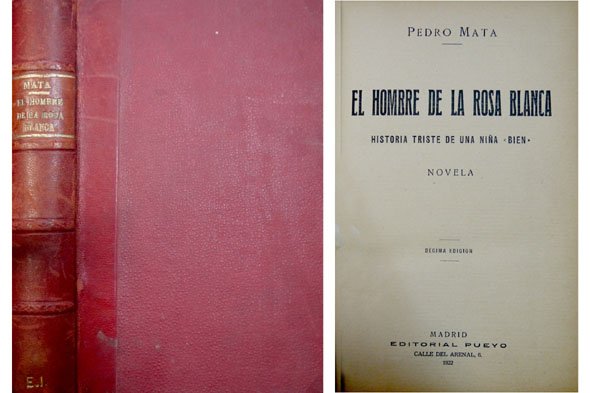 MATA
EL HOMBRE
DE LA ROSA
BLANCA
E.J.
PEDRO MATA
EL HOMBRE DE LA ROSA BLANCA
HISTORIA TRISTE DE UNA NIÑA «BIEN»
NOVELA
DÉCIMA EDICIÓN
MADRID
EDITORIAL PUEYO
CALLE DEL ARENAL, 6.
1922